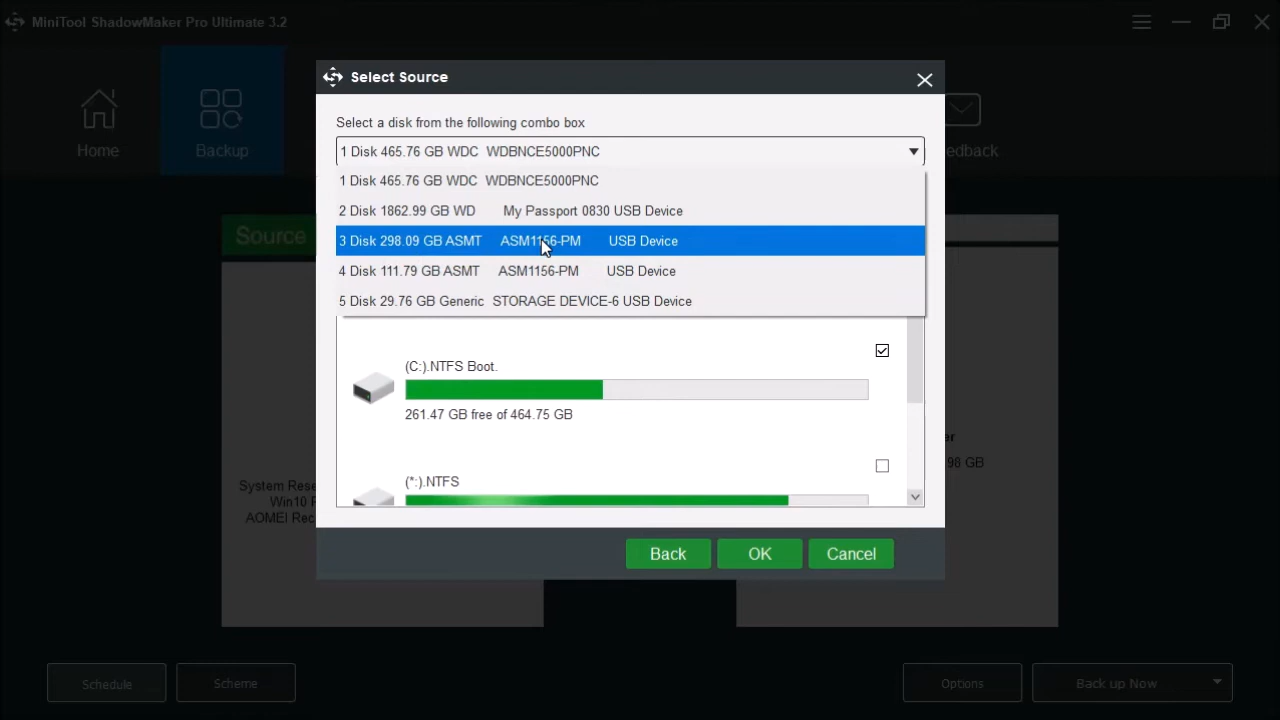 MiniTool ShadowMaker Pro Ultimate 3.2
Home
Backup
edback
Select Source
Select a disk from the following combo box
1 Disk 465.76 GB WDC WDBNCE5000PNC
1 Disk 465.76 GB WDC WDBNCE5000PNC
2 Disk 1862.99 GB WD My Passport 0830 USB Device
3 Disk 298.09 GB ASMT ASM1156-PM USB Device
4 Disk 111.79 GB ASMT ASM1156-PM USB Device
5 Disk 29.76 GB Generic STORAGE DEVICE-6 USB Device
Source
(C:).NTFS Boot.
261.47 GB free of 464.75 GB
(*:).NTFS
System Rese
Win10 F
AOMEI Rec
er
98 GB
Back
OK
Cancel
Schedule
Scheme
Options
Back up Now